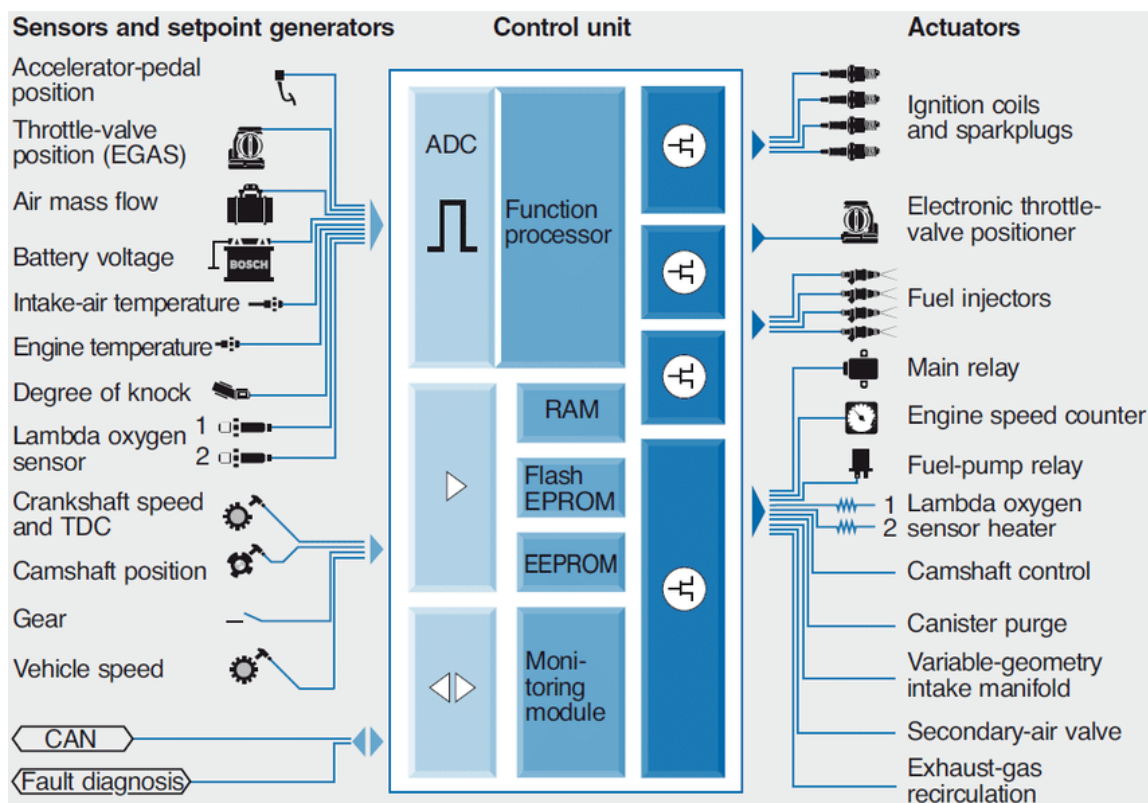 Sensors and setpoint generators
Control unit
Actuators
Accelerator-pedal
position
Throttle-valve
position (EGAS)
Air mass flow
Battery voltage
BOSCH
Intake-air temperature
Engine temperature
Degree of knock
Lambda oxygen
sensor
1
2
Crankshaft speed
and TDC
Camshaft position
Gear
Vehicle speed
CAN
Fault diagnosis
ADC
Function
processor
RAM
Flash
EPROM
EEPROM
Moni-
toring
module
Ignition coils
and sparkplugs
Electronic throttle-
valve positioner
Fuel injectors
Main relay
Engine speed counter
Fuel-pump relay
1 Lambda oxygen
2 sensor heater
Camshaft control
Canister purge
Variable-geometry
intake manifold
Secondary-air valve
Exhaust-gas
recirculation